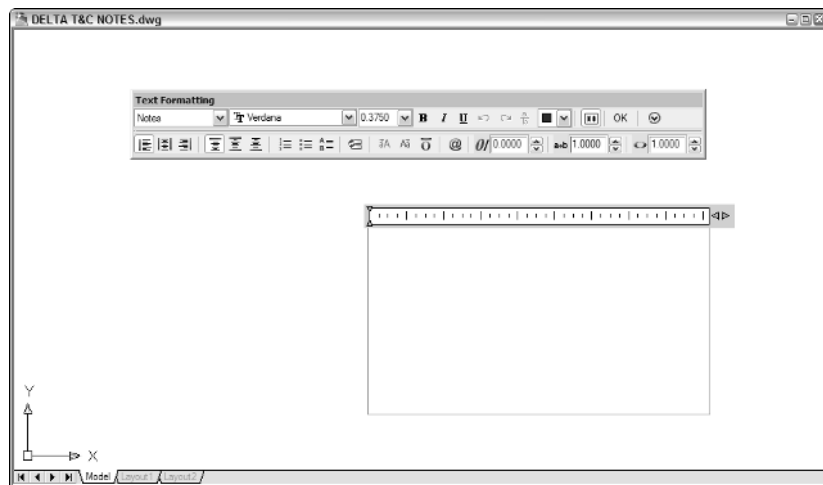 DELTA T&C NOTES.dwg
Text Formatting
Notes Verdana 0.3750 B I U OK
@ 0/ 0.0000 a•b 1.0000 1.0000
Y
X
Model Layout1 Layout2